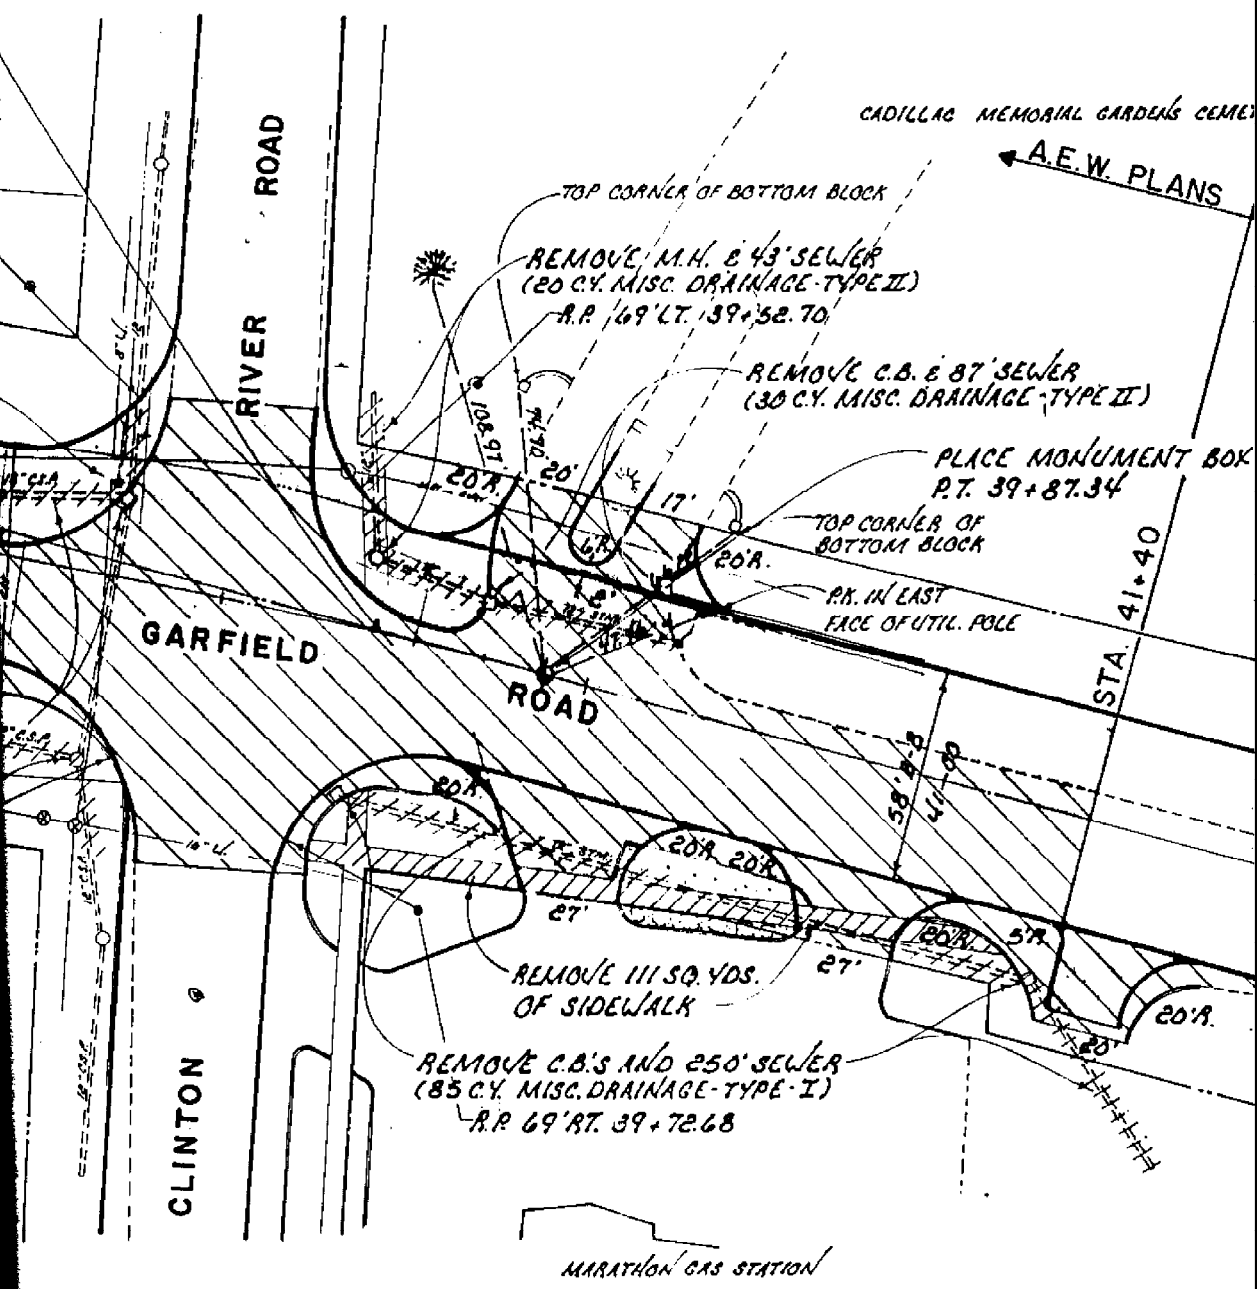 CADILLAC MEMORIAL GARDENS CEME
A.E.W. PLANS
TOP CORNER OF BOTTOM BLOCK
REMOVE M.H. & 43' SEWER
(20 C.Y. MISC. DRAINAGE-TYPE II)
R.P. 69' LT. 39+52.70
REMOVE C.B. & 87' SEWER
(30 C.Y. MISC. DRAINAGE-TYPE II)
PLACE MONUMENT BOX
P.T. 39+87.34
TOP CORNER OF
BOTTOM BLOCK
P.K. IN EAST
FACE OF UTIL. POLE
STA. 41+40
RIVER ROAD
108.97
20'R.
20'
17'
6'R
20'R.
2'
GARFIELD
ROAD
58' B-B
41-80
20'R.
20'R
20'R
20'R.
5'R
20'R.
20'
27'
27'
REMOVE 111 SQ. YDS.
OF SIDEWALK
REMOVE C.B.'S AND 250' SEWER
(85 C.Y. MISC. DRAINAGE-TYPE-I)
R.P. 69' RT. 39+72.68
CLINTON
MARATHON GAS STATION